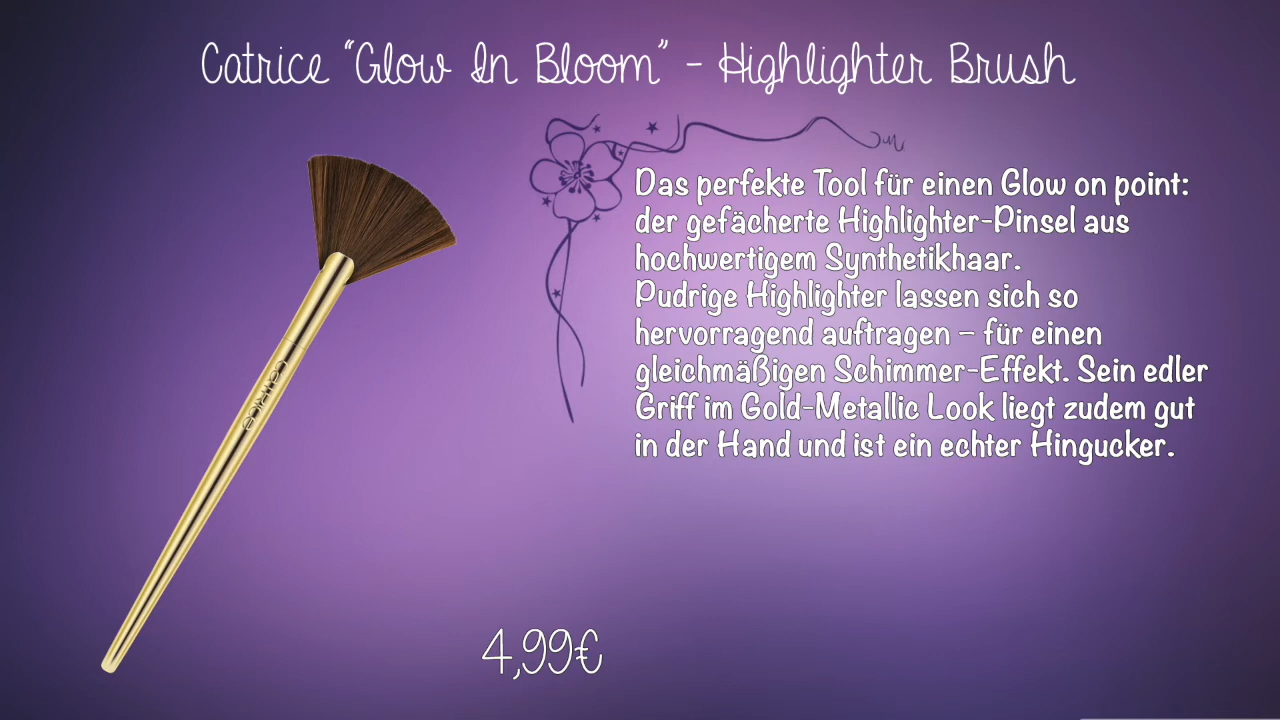 Catrice “Glow In Bloom” - Highlighter Brush
Das perfekte Tool für einen Glow on point:
der gefächerte Highlighter-Pinsel aus
hochwertigem Synthetikhaar.
Pudrige Highlighter lassen sich so
hervorragend auftragen – für einen
gleichmäßigen Schimmer-Effekt. Sein edler
Griff im Gold-Metallic Look liegt zudem gut
in der Hand und ist ein echter Hingucker.
CATRICE
4,99€